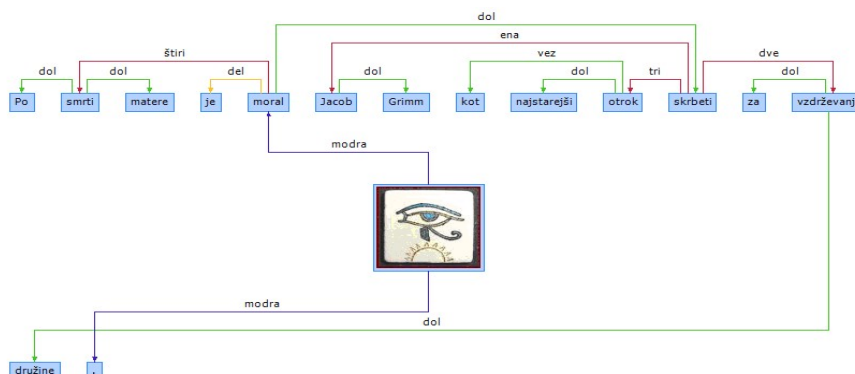 dol
ena
štiri vez dve
dol dol del dol dol tri dol
Po smrti matere je moral Jacob Grimm kot najstarejši otrok skrbeti za vzdrževanj
modra
modra
dol
družine .